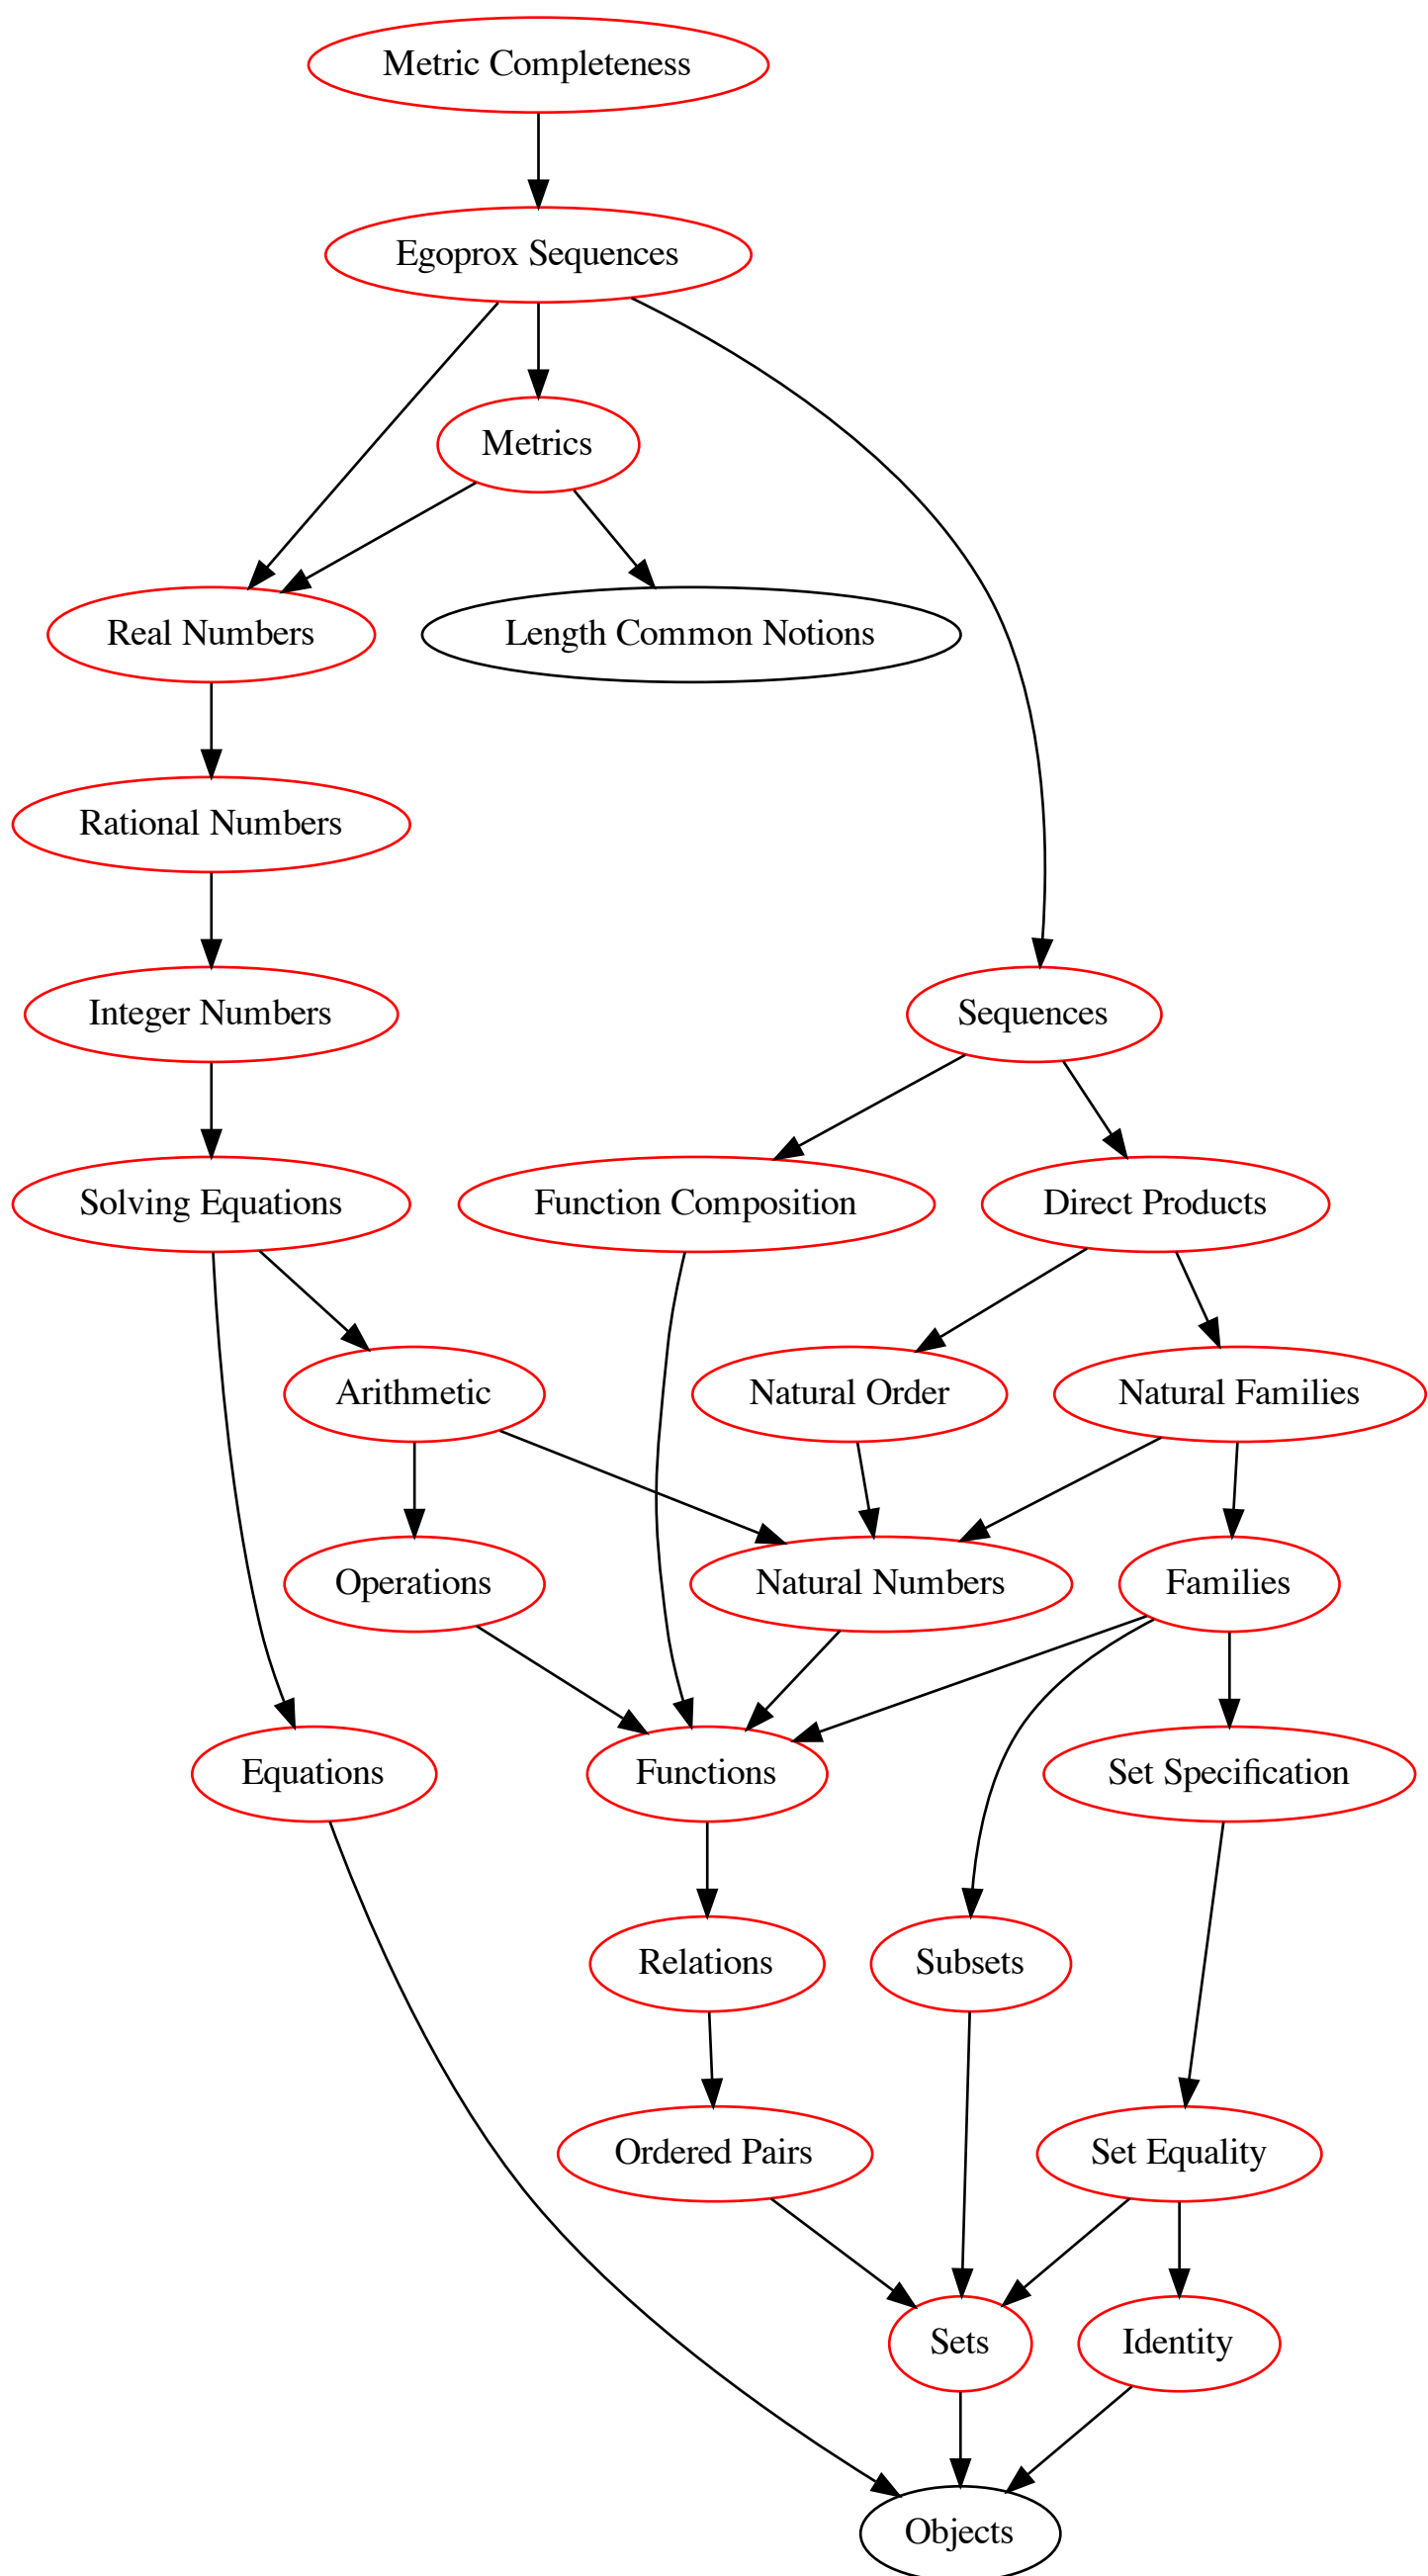 Metric Completeness
Egoprox Sequences
Metrics
Real Numbers
Length Common Notions
Rational Numbers
Integer Numbers
Sequences
Solving Equations
Function Composition
Direct Products
Arithmetic
Natural Order
Natural Families
Operations
Natural Numbers
Families
Equations
Functions
Set Specification
Relations
Subsets
Ordered Pairs
Set Equality
Sets
Identity
Objects